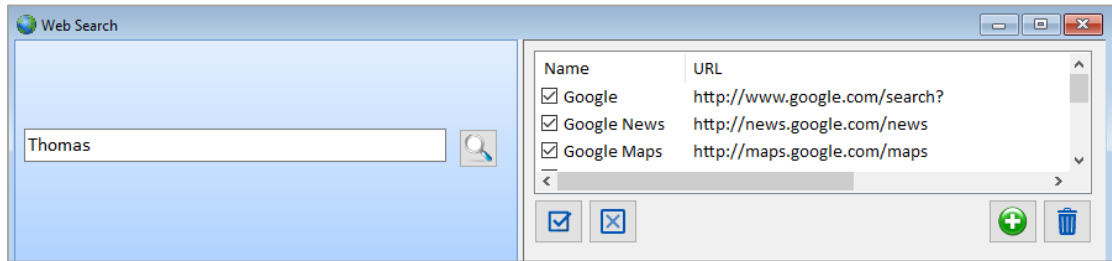 Web Search
Thomas
Name URL
Google http://www.google.com/search?
Google News http://news.google.com/news
Google Maps http://maps.google.com/maps